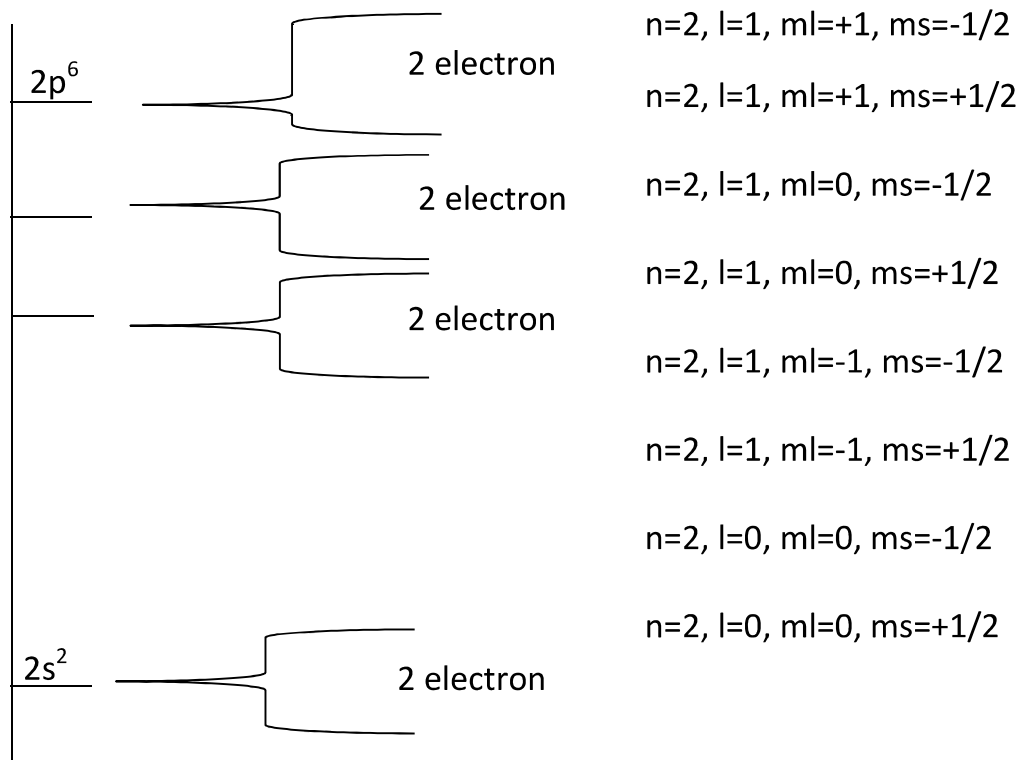 n=2, l=1, ml=+1, ms=-1/2
2 electron
2p⁶
n=2, l=1, ml=+1, ms=+1/2
n=2, l=1, ml=0, ms=-1/2
2 electron
n=2, l=1, ml=0, ms=+1/2
2 electron
n=2, l=1, ml=-1, ms=-1/2
n=2, l=1, ml=-1, ms=+1/2
n=2, l=0, ml=0, ms=-1/2
n=2, l=0, ml=0, ms=+1/2
2s²
2 electron